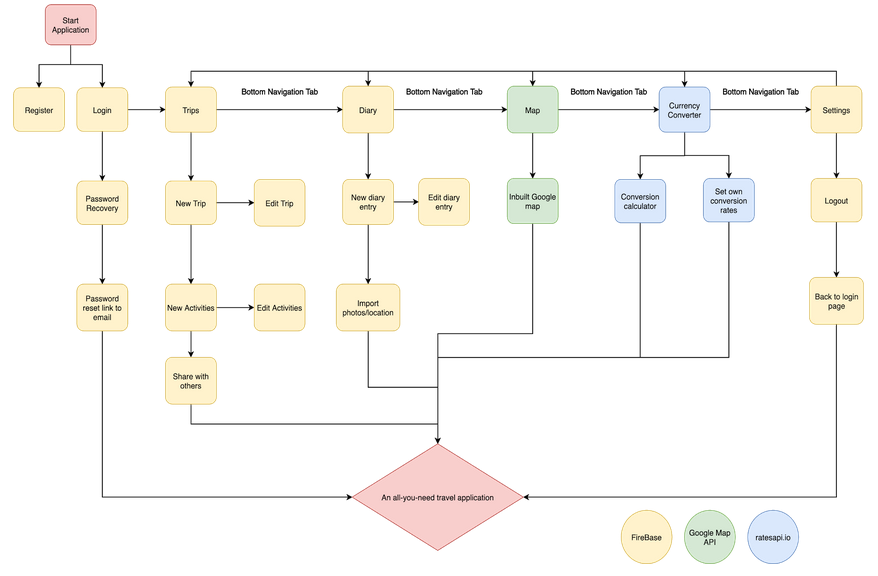 Start
Application
Bottom Navigation Tab
Bottom Navigation Tab
Bottom Navigation Tab
Bottom Navigation Tab
Register
Login
Trips
Diary
Map
Currency
Converter
Settings
Password
Recovery
New Trip
Edit Trip
New diary
entry
Edit diary
entry
Inbuilt Google
map
Conversion
calculator
Set own
conversion
rates
Logout
Password
reset link to
email
New Activities
Edit Activities
Import
photos/location
Back to login
page
Share with
others
An all-you-need travel application
FireBase
Google Map
API
ratesapi.io